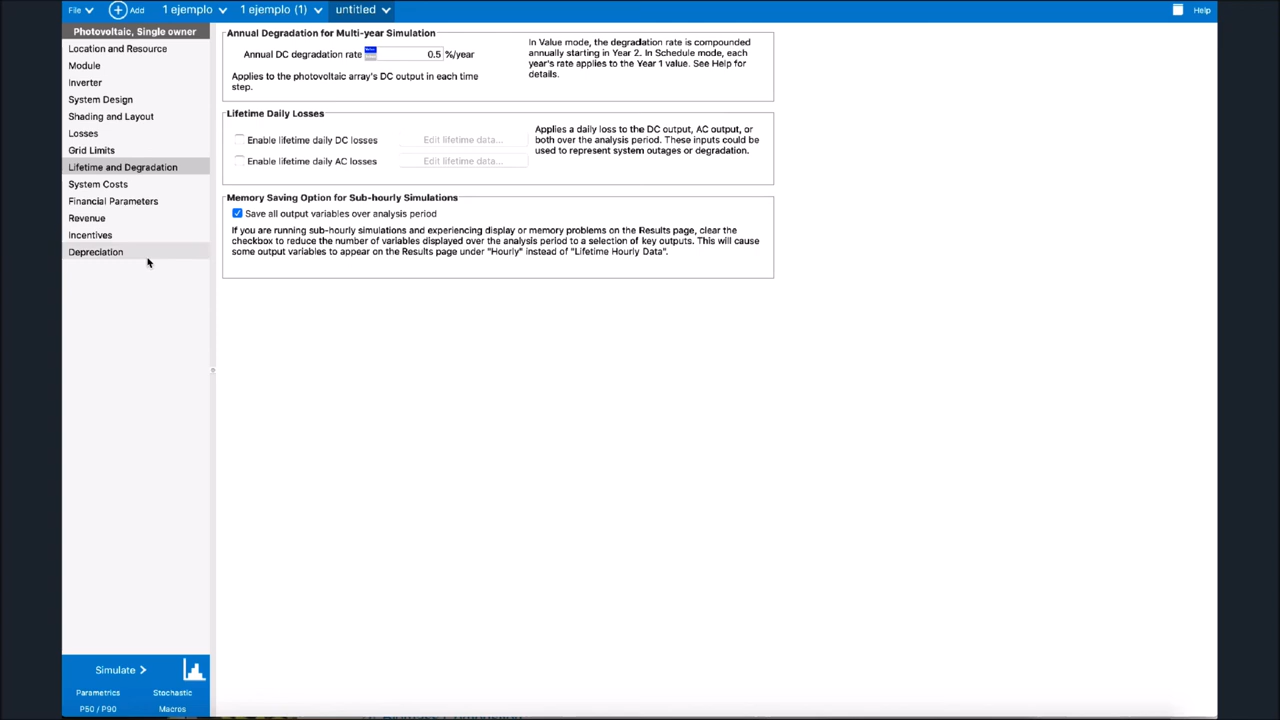 File Add 1 ejemplo 1 ejemplo (1) untitled Help
Photovoltaic, Single owner
Location and Resource
Module
Inverter
System Design
Shading and Layout
Losses
Grid Limits
Lifetime and Degradation
System Costs
Financial Parameters
Revenue
Incentives
Depreciation
Annual Degradation for Multi-year Simulation
Annual DC degradation rate 0.5 %/year
Applies to the photovoltaic array's DC output in each time
step.
In Value mode, the degradation rate is compounded
annually starting in Year 2. In Schedule mode, each
year's rate applies to the Year 1 value. See Help for
details.
Lifetime Daily Losses
Enable lifetime daily DC losses Edit lifetime data...
Enable lifetime daily AC losses Edit lifetime data...
Applies a daily loss to the DC output, AC output, or
both over the analysis period. These inputs could be
used to represent system outages or degradation.
Memory Saving Option for Sub-hourly Simulations
Save all output variables over analysis period
If you are running sub-hourly simulations and experiencing display or memory problems on the Results page, clear the
checkbox to reduce the number of variables displayed over the analysis period to a selection of key outputs. This will cause
some output variables to appear on the Results page under "Hourly" instead of "Lifetime Hourly Data".
Simulate >
Parametrics Stochastic
P50 / P90 Macros